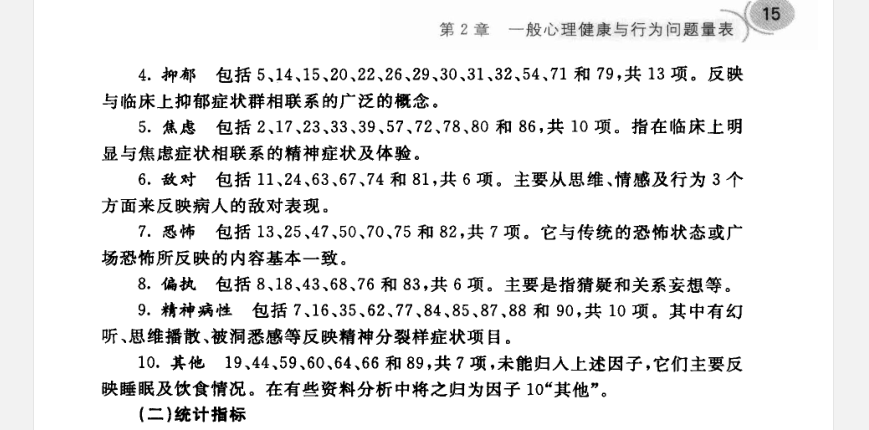 第 2 章 一般心理健康与行为问题量表 15
4. 抑郁 包括 5、14、15、20、22、26、29、30、31、32、54、71 和 79,共 13 项。反映
与临床上抑郁症状群相联系的广泛的概念。
5. 焦虑 包括 2、17、23、33、39、57、72、78、80 和 86,共 10 项。指在临床上明
显与焦虑症状相联系的精神症状及体验。
6. 敌对 包括 11、24、63、67、74 和 81,共 6 项。主要从思维、情感及行为 3 个
方面来反映病人的敌对表现。
7. 恐怖 包括 13、25、47、50、70、75 和 82,共 7 项。它与传统的恐怖状态或广
场恐怖所反映的内容基本一致。
8. 偏执 包括 8、18、43、68、76 和 83,共 6 项。主要是指猜疑和关系妄想等。
9. 精神病性 包括 7、16、35、62、77、84、85、87、88 和 90,共 10 项。其中有幻
听、思维播散、被洞悉感等反映精神分裂样症状项目。
10. 其他 19、44、59、60、64、66 和 89,共 7 项,未能归入上述因子,它们主要反
映睡眠及饮食情况。在有些资料分析中将之归为因子 10“其他”。
(二)统计指标